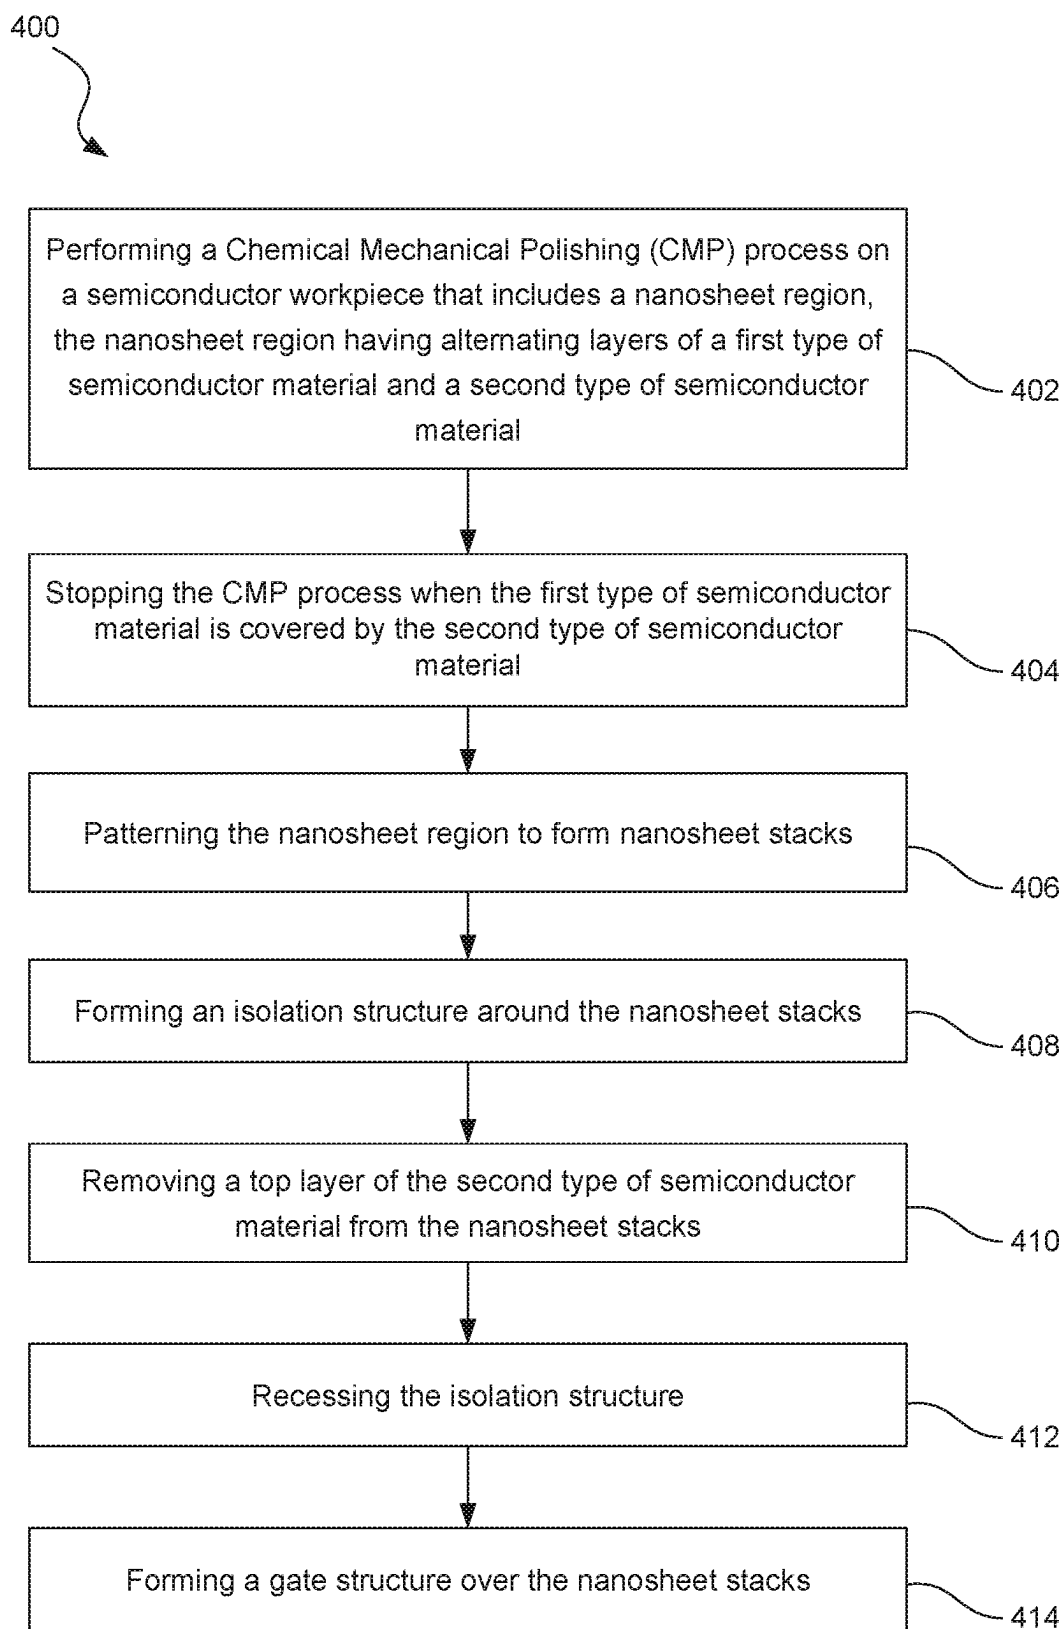 400
Performing a Chemical Mechanical Polishing (CMP) process on
a semiconductor workpiece that includes a nanosheet region,
the nanosheet region having alternating layers of a first type of
semiconductor material and a second type of semiconductor
material
402
Stopping the CMP process when the first type of semiconductor
material is covered by the second type of semiconductor
material
404
Patterning the nanosheet region to form nanosheet stacks
406
Forming an isolation structure around the nanosheet stacks
408
Removing a top layer of the second type of semiconductor
material from the nanosheet stacks
410
Recessing the isolation structure
412
Forming a gate structure over the nanosheet stacks
414